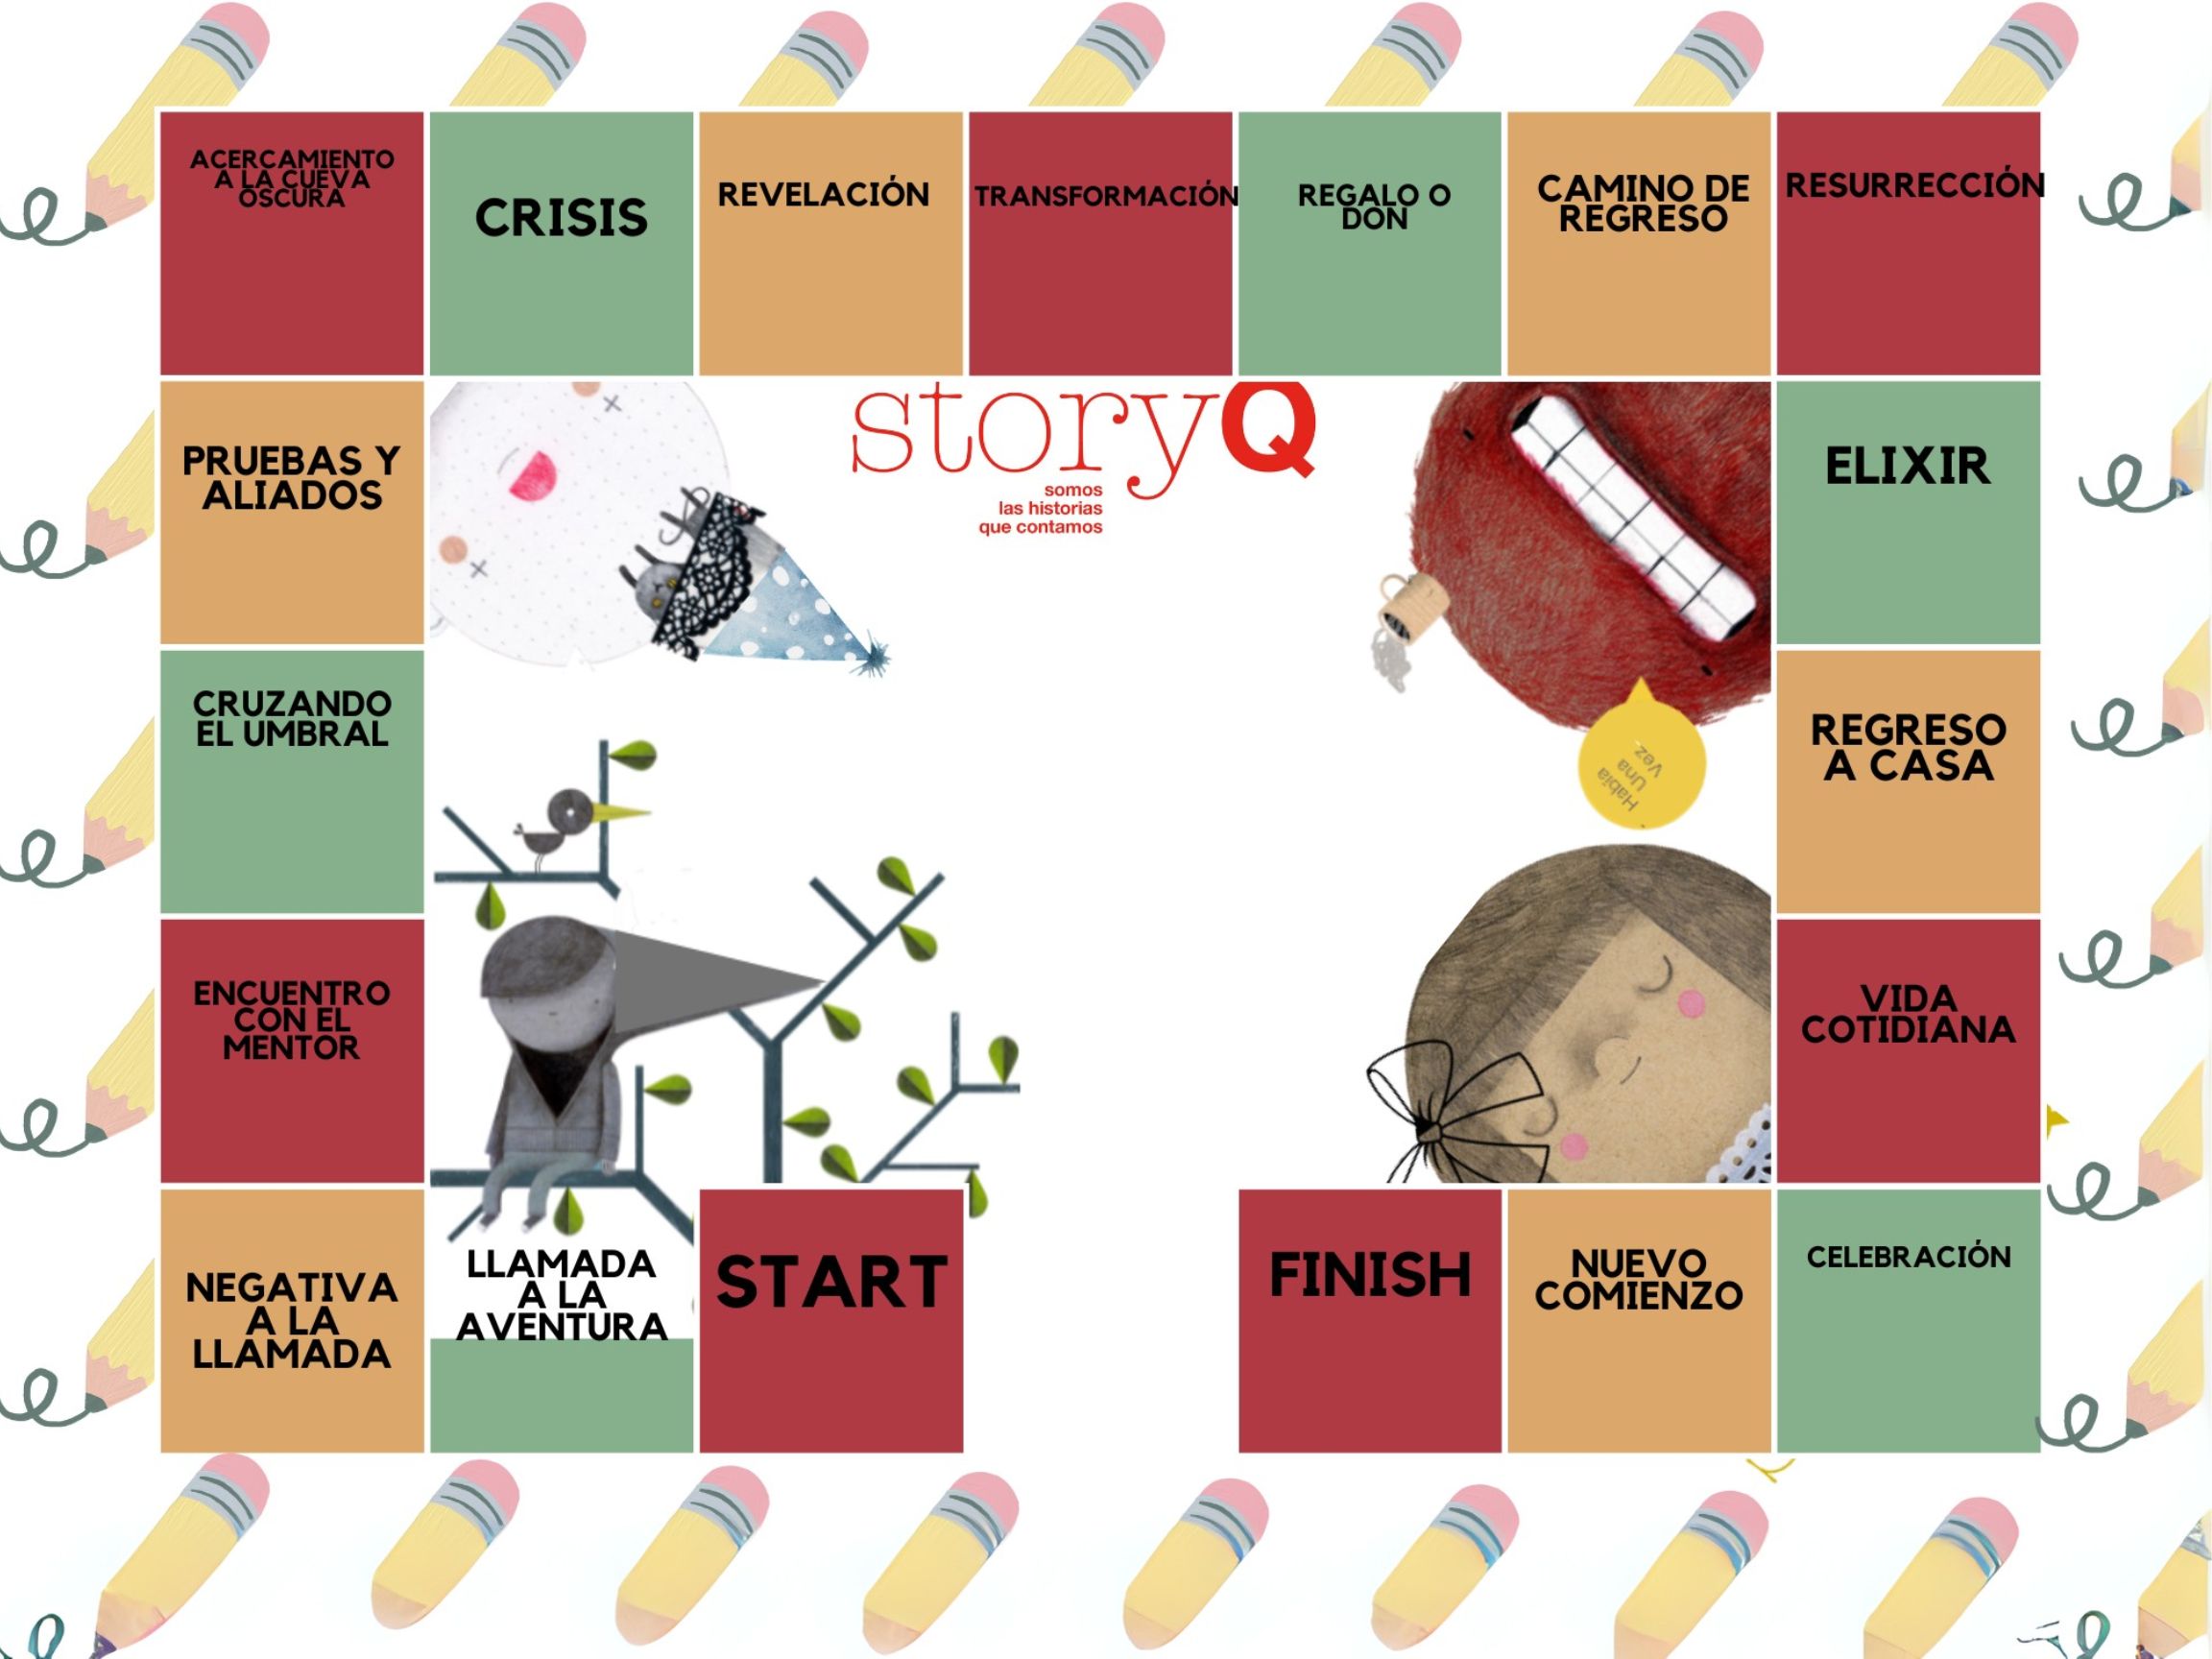 ACERCAMIENTO
A LA CUEVA
OSCURA
CRISIS
REVELACIÓN
TRANSFORMACIÓN
REGALO O
DON
CAMINO DE
REGRESO
RESURRECCIÓN
PRUEBAS Y
ALIADOS
storyQ
somos
las historias
que contamos
ELIXIR
CRUZANDO
EL UMBRAL
Había
Una
Vez
REGRESO
A CASA
ENCUENTRO
CON EL
MENTOR
VIDA
COTIDIANA
NEGATIVA
A LA
LLAMADA
LLAMADA
A LA
AVENTURA
START
FINISH
NUEVO
COMIENZO
CELEBRACIÓN